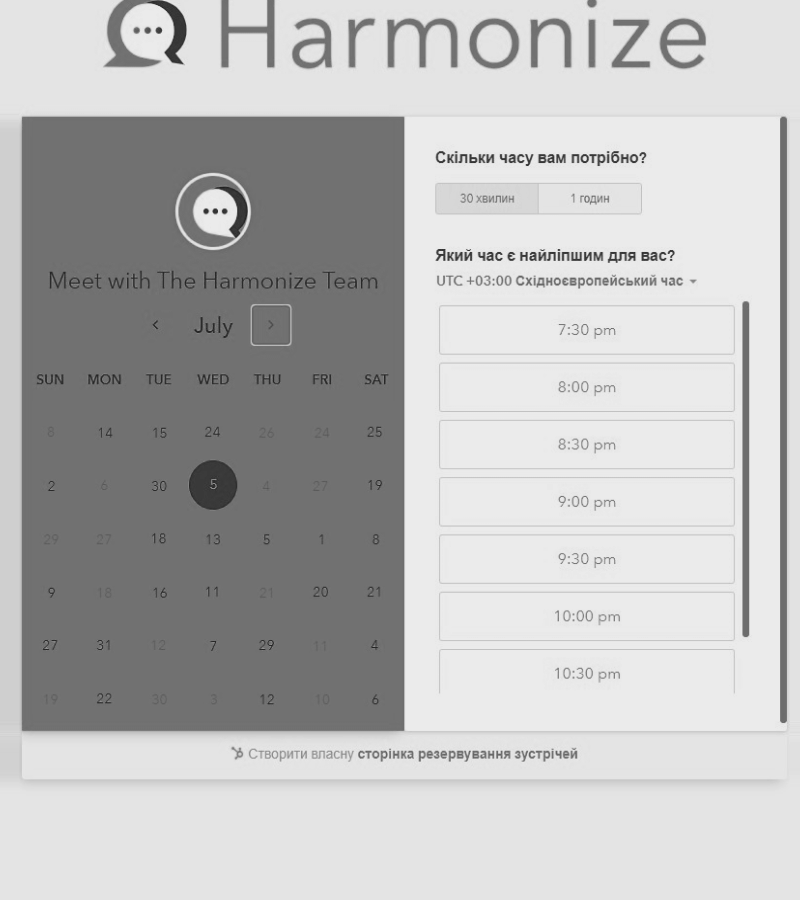 Harmonize
Meet with The Harmonize Team
July
SUN MON TUE WED THU FRI SAT
8 14 15 24 26 24 25
2 6 30 5 4 27 19
29 27 18 13 5 1 8
9 18 16 11 21 20 21
27 31 12 7 29 11 4
19 22 30 3 12 10 6
Скільки часу вам потрібно?
30 хвилин 1 годин
Який час є найліпшим для вас?
UTC +03:00 Східноєвропейський час
7:30 pm
8:00 pm
8:30 pm
9:00 pm
9:30 pm
10:00 pm
10:30 pm
Створити власну сторінка резервування зустрічей